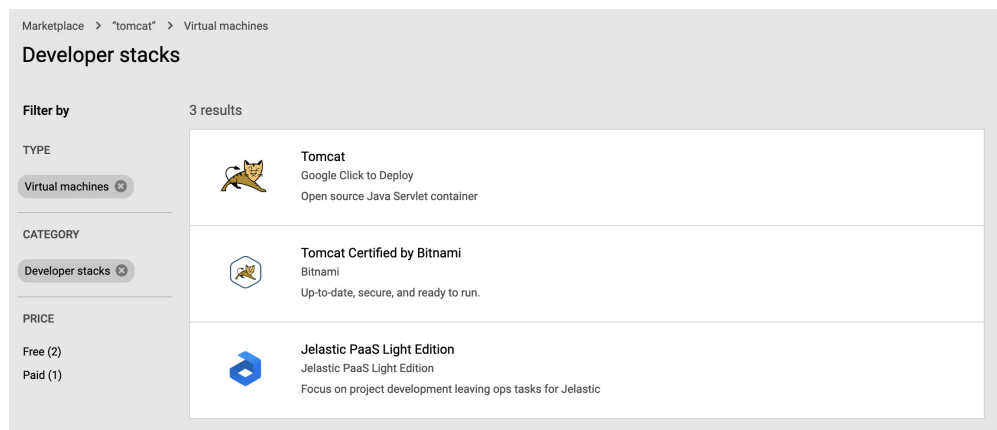 Marketplace > "tomcat" > Virtual machines
Developer stacks
Filter by
TYPE
Virtual machines
CATEGORY
Developer stacks
PRICE
Free (2)
Paid (1)
3 results
Tomcat
Google Click to Deploy
Open source Java Servlet container
Tomcat Certified by Bitnami
Bitnami
Up-to-date, secure, and ready to run.
Jelastic PaaS Light Edition
Jelastic PaaS Light Edition
Focus on project development leaving ops tasks for Jelastic